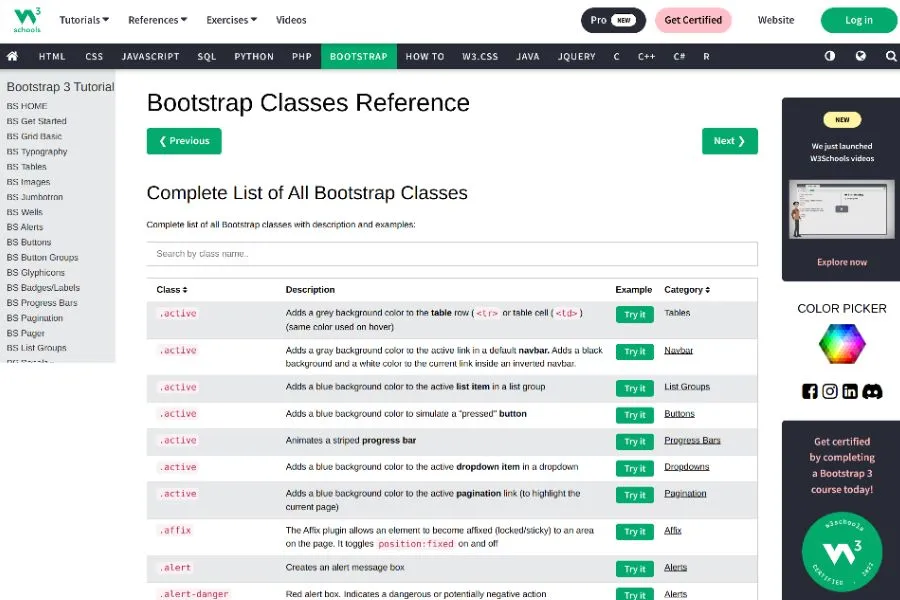 W3
schools
Tutorials References Exercises Videos
Pro NEW Get Certified Website Log in
HTML CSS JAVASCRIPT SQL PYTHON PHP BOOTSTRAP HOW TO W3.CSS JAVA JQUERY C C++ C# R
Bootstrap 3 Tutorial
BS HOME
BS Get Started
BS Grid Basic
BS Typography
BS Tables
BS Images
BS Jumbotron
BS Wells
BS Alerts
BS Buttons
BS Button Groups
BS Glyphicons
BS Badges/Labels
BS Progress Bars
BS Pagination
BS Pager
BS List Groups
Bootstrap Classes Reference
❮ Previous Next ❯
Complete List of All Bootstrap Classes
Complete list of all Bootstrap classes with description and examples:
Search by class name..
Class Description Example Category
.active Adds a grey background color to the table row ( <tr> or table cell ( <td> ) Try it Tables
(same color used on hover)
.active Adds a gray background color to the active link in a default navbar. Adds a black Try it Navbar
background and a white color to the current link inside an inverted navbar.
.active Adds a blue background color to the active list item in a list group Try it List Groups
.active Adds a blue background color to simulate a "pressed" button Try it Buttons
.active Animates a striped progress bar Try it Progress Bars
.active Adds a blue background color to the active dropdown item in a dropdown Try it Dropdowns
.active Adds a blue background color to the active pagination link (to highlight the Try it Pagination
current page)
.affix The Affix plugin allows an element to become affixed (locked/sticky) to an area Try it Affix
on the page. It toggles position:fixed on and off
.alert Creates an alert message box Try it Alerts
.alert-danger Red alert box. Indicates a dangerous or potentially negative action Try it Alerts
NEW
We just launched
W3Schools videos
Explore now
COLOR PICKER
Get certified
by completing
a Bootstrap 3
course today!
w3schools
W3
CERTIFIED . 2022